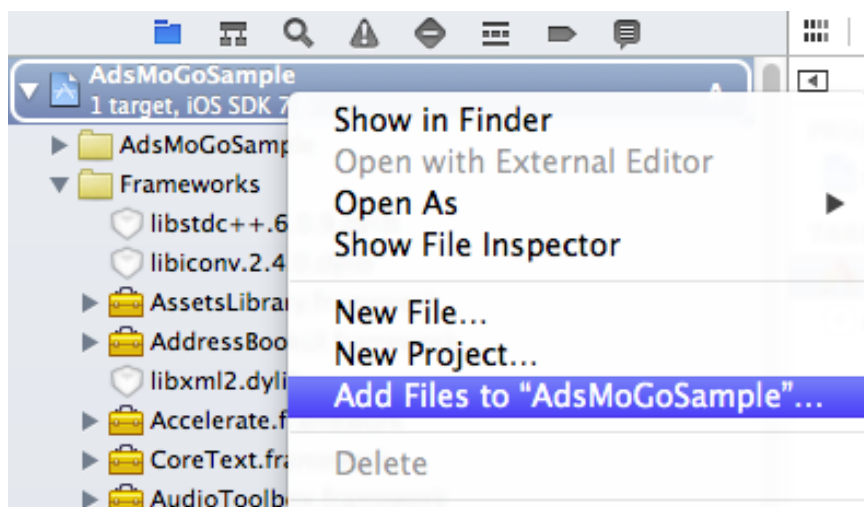 AdsMoGoSample
1 target, iOS SDK 7
AdsMoGoSamp
Frameworks
libstdc++.6
libiconv.2.4
AssetsLibra
AddressBoo
libxml2.dyli
Accelerate.f
CoreText.fra
AudioToolb
Show in Finder
Open with External Editor
Open As
Show File Inspector
New File...
New Project...
Add Files to “AdsMoGoSample”...
Delete